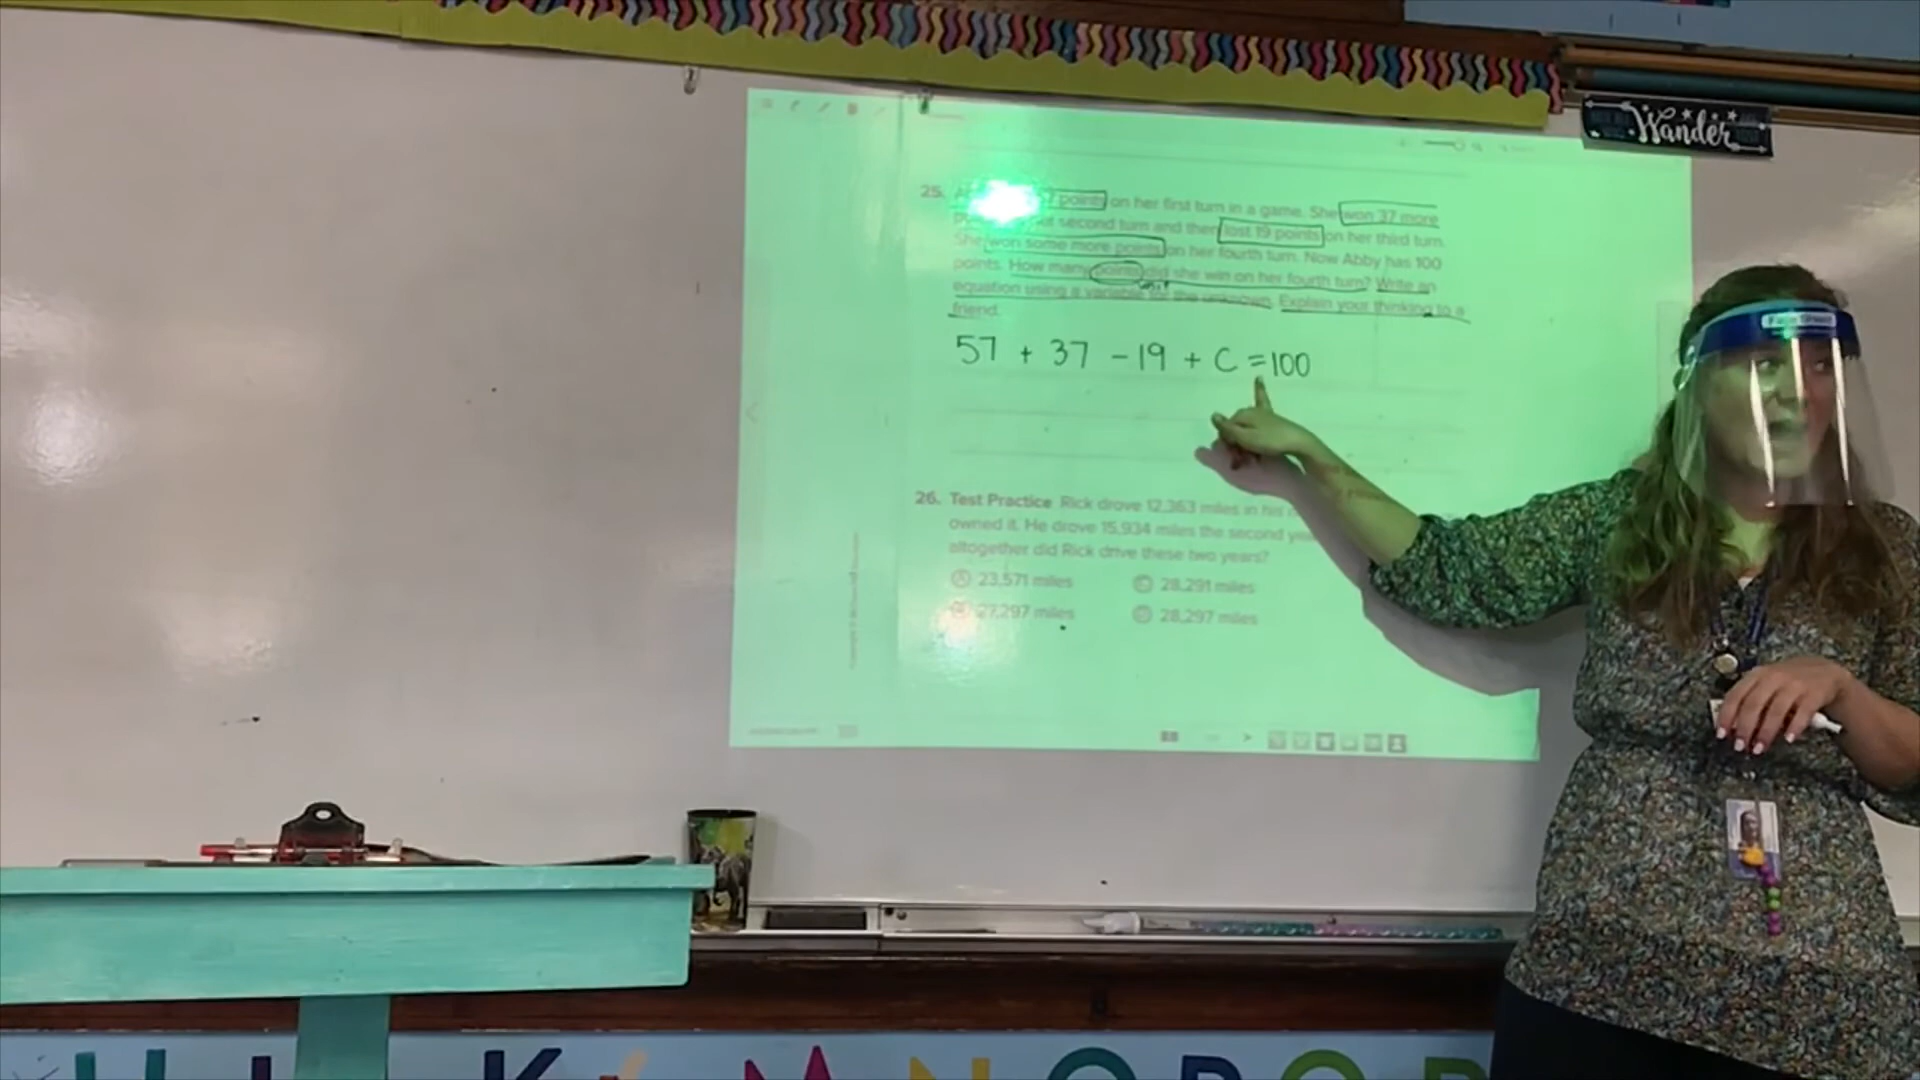 Wander
25. 7 points on her first turn in a game. She won 37 more
second turn and then lost 19 points on her third turn.
She won some more points on her fourth turn. Now Abby has 100
points. How many points did she win on her fourth turn? Write an
equation using a variable for the unknown. Explain your thinking to a
friend.
57 + 37 - 19 + C = 100
26. Test Practice Rick drove 12,363 miles in his
owned it. He drove 15,934 miles the second
altogether did Rick drive these two years?
A 23,571 miles C 28,291 miles
B 27,297 miles D 28,297 miles
Face Shield
K M N O P